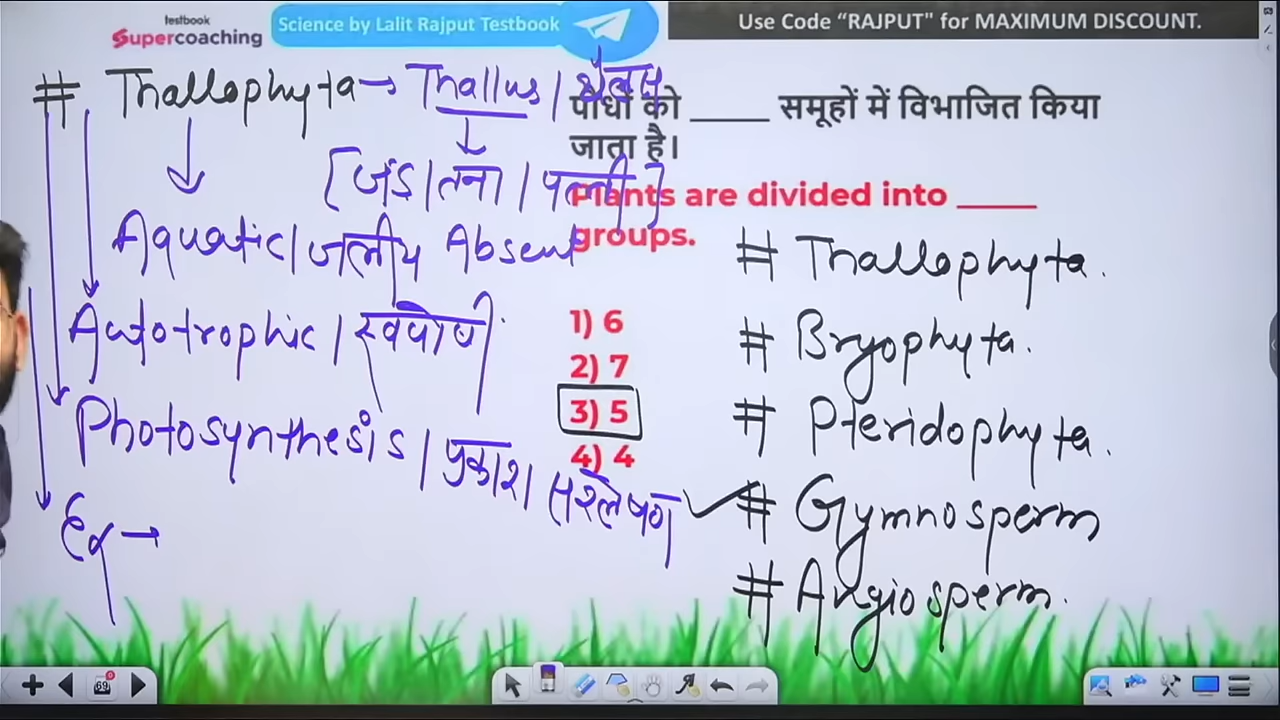 testbook
Supercoaching
Science by Lalit Rajput Testbook
Use Code “RAJPUT" for MAXIMUM DISCOUNT.
# Thallophyta → Thallus / थैलस
[जड़ / तना / पत्ती]
Aquatic / जलीय Absent
Autotrophic / स्वपोषी
Photosynthesis / प्रकाश संश्लेषण
Ex →
पौधों को _____ समूहों में विभाजित किया
जाता है।
Plants are divided into _____
groups.
1) 6
2) 7
3) 5
4) 4
# Thallophyta.
# Bryophyta.
# Pteridophyta.
# Gymnosperm
# Angiosperm.
69